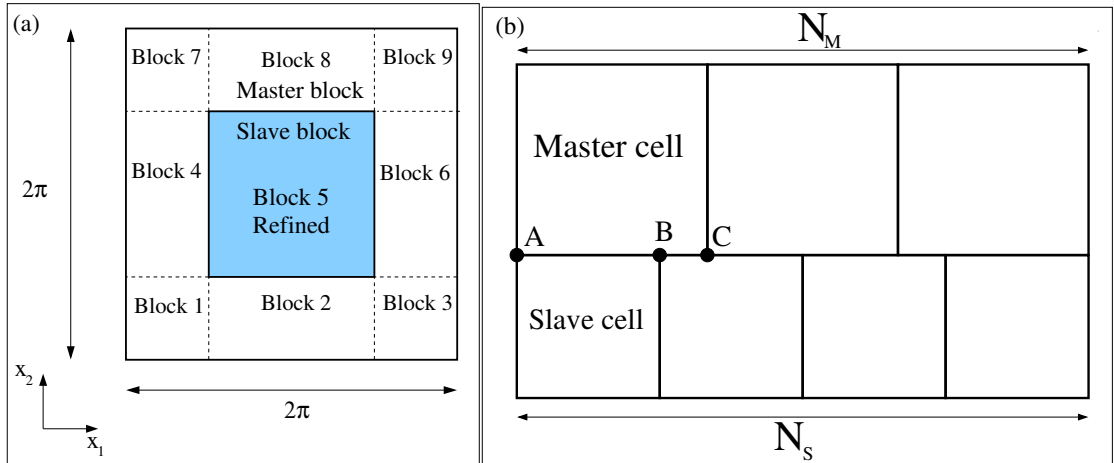 (a)
Block 7
Block 8
Block 9
Master block
Slave block
Block 4
Block 6
2π
Block 5
Refined
Block 1
Block 2
Block 3
x2
x1
2π
(b)
NM
Master cell
A
B
C
Slave cell
NS